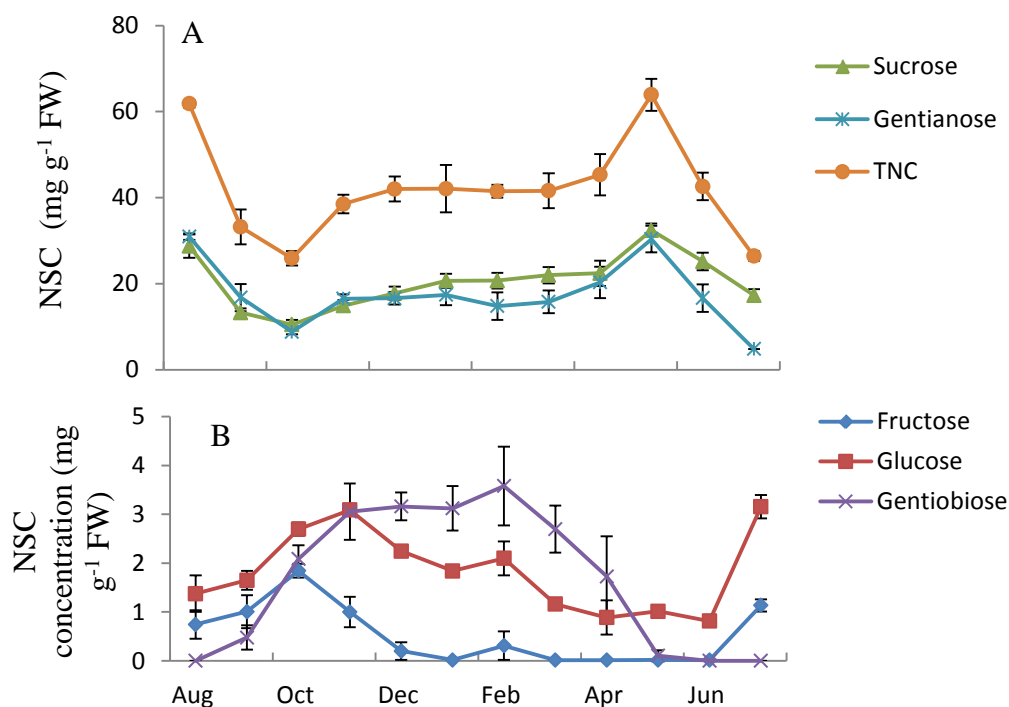 A
80
60
40
20
0
NSC (mg g-1 FW)
Sucrose
Gentianose
TNC
B
5
4
3
2
1
0
NSC
concentration (mg
g-1 FW)
Fructose
Glucose
Gentiobiose
Aug Oct Dec Feb Apr Jun